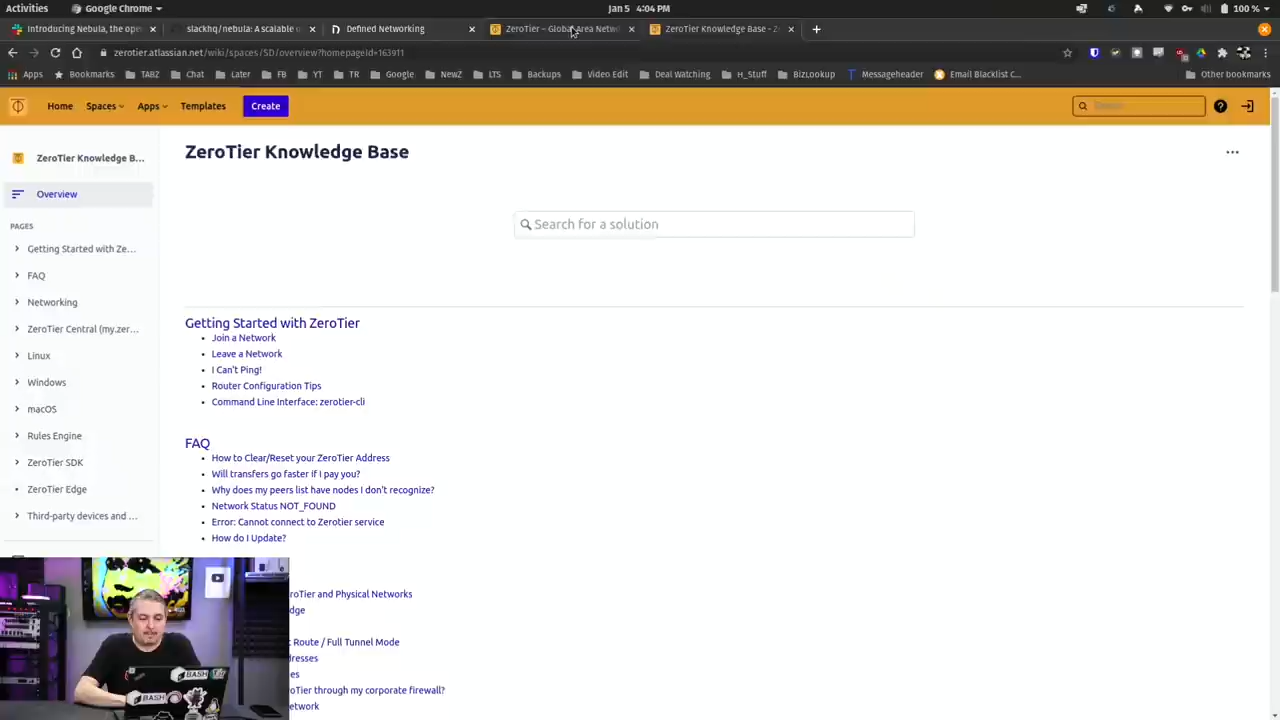 Activities
Google Chrome
Jan 5 4:04 PM
100 %
Introducing Nebula, the ope
slackhq/nebula: A scalable o
Defined Networking
ZeroTier – Global Area Netwo
ZeroTier Knowledge Base - Z
zerotier.atlassian.net/wiki/spaces/SD/overview?homepageId=163911
Apps
Bookmarks
TABZ
Chat
Later
FB
YT
TR
Google
NewZ
LTS
Backups
Video Edit
Deal Watching
H_Stuff
BizLookup
Messageheader
Email Blacklist C...
Other bookmarks
Home
Spaces
Apps
Templates
Create
Search
ZeroTier Knowledge B...
Overview
PAGES
Getting Started with Ze...
FAQ
Networking
ZeroTier Central (my.zer...
Linux
Windows
macOS
Rules Engine
ZeroTier SDK
ZeroTier Edge
Third-party devices and ...
ZeroTier Knowledge Base
Search for a solution
Getting Started with ZeroTier
Join a Network
Leave a Network
I Can't Ping!
Router Configuration Tips
Command Line Interface: zerotier-cli
FAQ
How to Clear/Reset your ZeroTier Address
Will transfers go faster if I pay you?
Why does my peers list have nodes I don't recognize?
Network Status NOT_FOUND
Error: Cannot connect to Zerotier service
How do I Update?
roTier and Physical Networks
dge
t Route / Full Tunnel Mode
dresses
es
oTier through my corporate firewall?
etwork
BASH
BASH